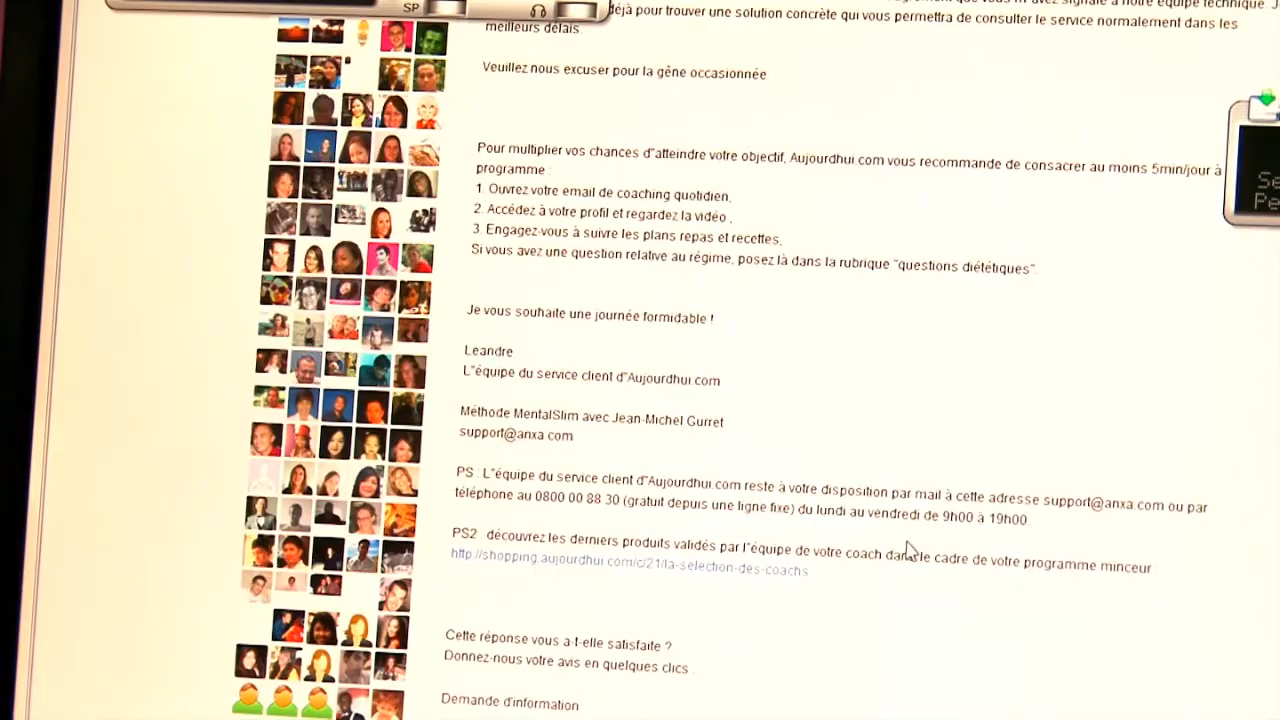 SP
déjà pour trouver une solution concrète qui vous permettra de consulter le service normalement dans les
meilleurs délais
Veuillez nous excuser pour la gêne occasionnée
Pour multiplier vos chances d"atteindre votre objectif, Aujourdhui.com vous recommande de consacrer au moins 5min/jour à
programme :
1. Ouvrez votre email de coaching quotidien,
2. Accédez à votre profil et regardez la vidéo ,
3. Engagez-vous à suivre les plans repas et recettes,
Si vous avez une question relative au régime, posez là dans la rubrique "questions diététiques".
Je vous souhaite une journée formidable !
Leandre
L"équipe du service client d"Aujourdhui.com
Méthode MentalSlim avec Jean-Michel Gurret
support@anxa.com
PS : L"équipe du service client d"Aujourdhui.com reste à votre disposition par mail à cette adresse support@anxa.com ou par
téléphone au 0800 00 88 30 (gratuit depuis une ligne fixe) du lundi au vendredi de 9h00 à 19h00
PS2 : découvrez les derniers produits validés par l"équipe de votre coach dans le cadre de votre programme minceur
http://shopping.aujourdhui.com/c/21/la-selection-des-coachs
Cette réponse vous a-t-elle satisfaite ?
Donnez-nous votre avis en quelques clics .
Demande d'information